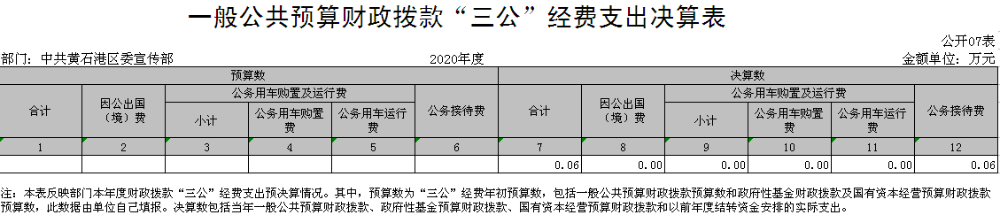 一般公共预算财政拨款“三公”经费支出决算表
公开07表
部门：中共黄石港区委宣传部 2020年度 金额单位：万元
预算数 决算数
合计 因公出国（境）费 公务用车购置及运行费 公务接待费 合计 因公出国（境）费 公务用车购置及运行费 公务接待费
小计 公务用车购置费 公务用车运行费 小计 公务用车购置费 公务用车运行费
1 2 3 4 5 6 7 8 9 10 11 12
0.06 0.00 0.00 0.00 0.00 0.06
注：本表反映部门本年度财政拨款“三公”经费支出预决算情况。其中，预算数为“三公”经费年初预算数，包括一般公共预算财政拨款预算数和政府性基金财政拨款及国有资本经营预算财政拨款
预算数，此数据由单位自己填报。决算数包括当年一般公共预算财政拨款、政府性基金预算财政拨款、国有资本经营预算财政拨款和以前年度结转资金安排的实际支出。